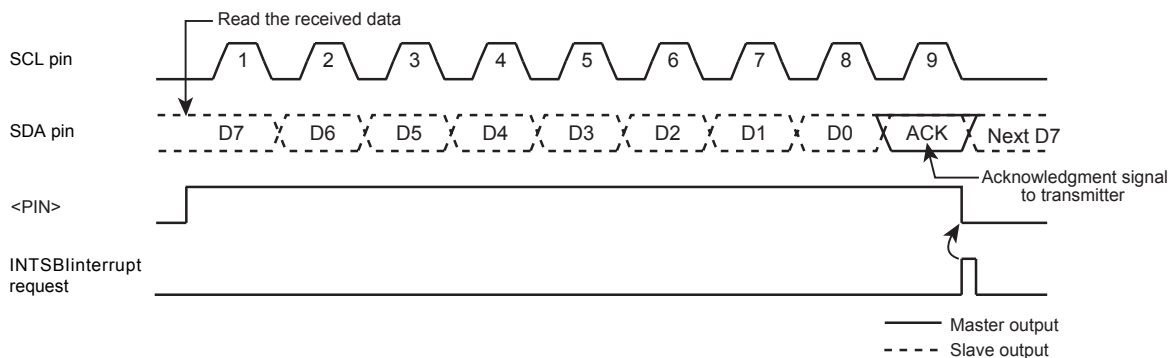 Read the received data
SCL pin
1 2 3 4 5 6 7 8 9
SDA pin
D7 D6 D5 D4 D3 D2 D1 D0 ACK Next D7
Acknowledgment signal
to transmitter
<PIN>
INTSBIinterrupt
request
Master output
Slave output